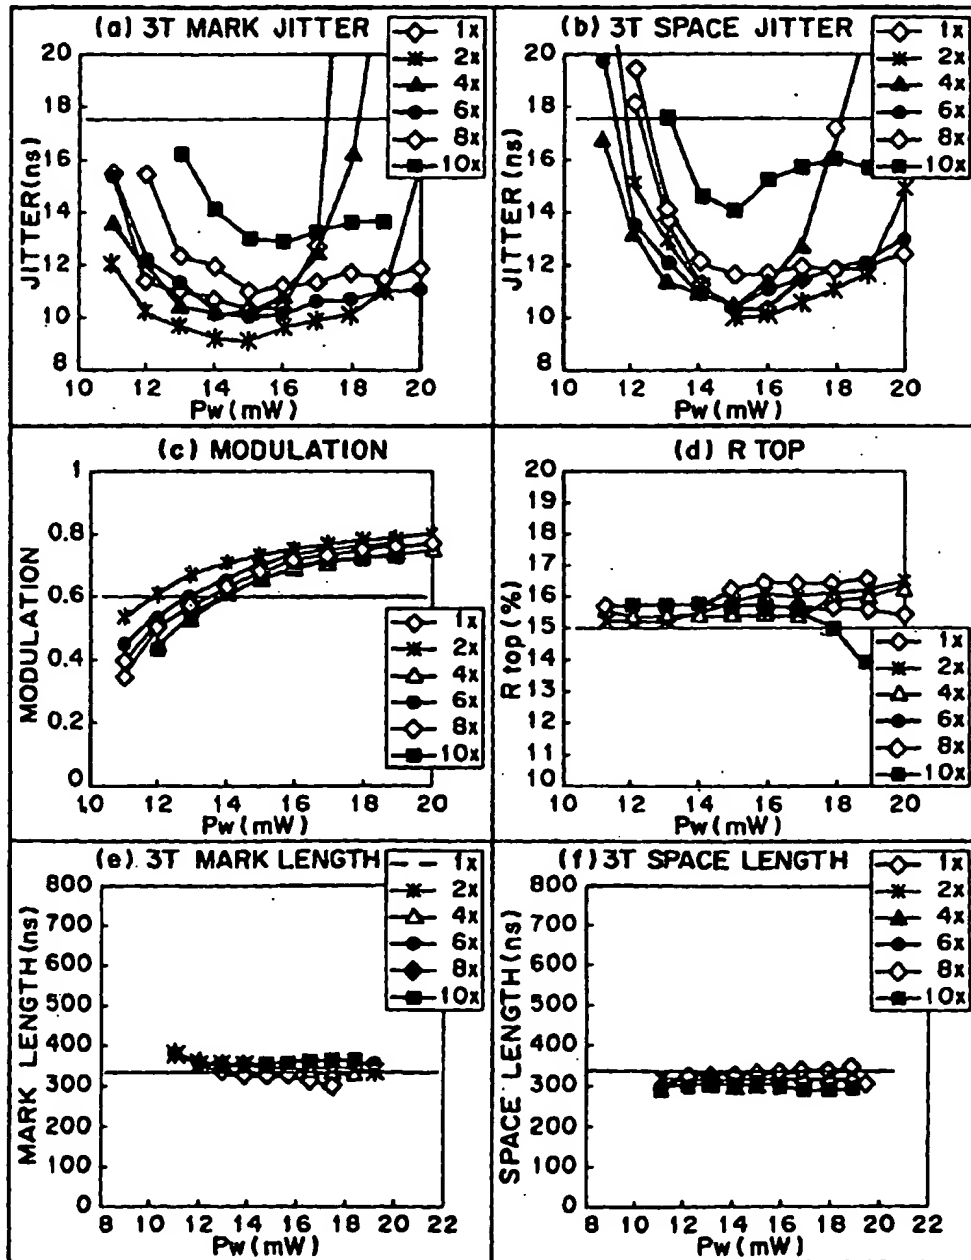 (a) 3T MARK JITTER
1x
2x
4x
6x
8x
10x
20
18
16
14
12
10
8
JITTER(ns)
10 12 14 16 18 20
Pw(mW)
(b) 3T SPACE JITTER
1x
2x
4x
6x
8x
10x
20
18
16
14
12
10
8
JITTER(ns)
10 12 14 16 18 20
Pw(mW)
(c) MODULATION
1
0.8
0.6
0.4
0.2
0
MODULATION
1x
2x
4x
6x
8x
10x
10 12 14 16 18 20
Pw(mW)
(d) R TOP
20
19
18
17
16
15
14
13
12
11
10
R top(%)
1x
2x
4x
6x
8x
10x
10 12 14 16 18 20
Pw(mW)
(e) 3T MARK LENGTH
1x
2x
4x
6x
8x
10x
800
700
600
500
400
300
200
100
0
MARK LENGTH(ns)
8 10 12 14 16 18 20 22
Pw(mW)
(f) 3T SPACE LENGTH
1x
2x
4x
6x
8x
10x
800
700
600
500
400
300
200
100
0
SPACE LENGTH(ns)
8 10 12 14 16 18 20 22
Pw(mW)